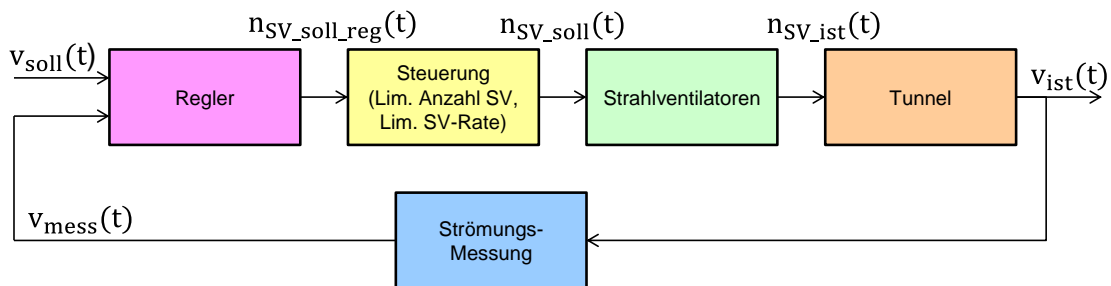 n_SV_soll_reg(t)
n_SV_soll(t)
n_SV_ist(t)
v_soll(t)
v_ist(t)
Regler
Steuerung
(Lim. Anzahl SV,
Lim. SV-Rate)
Strahlventilatoren
Tunnel
v_mess(t)
Strömungs-
Messung